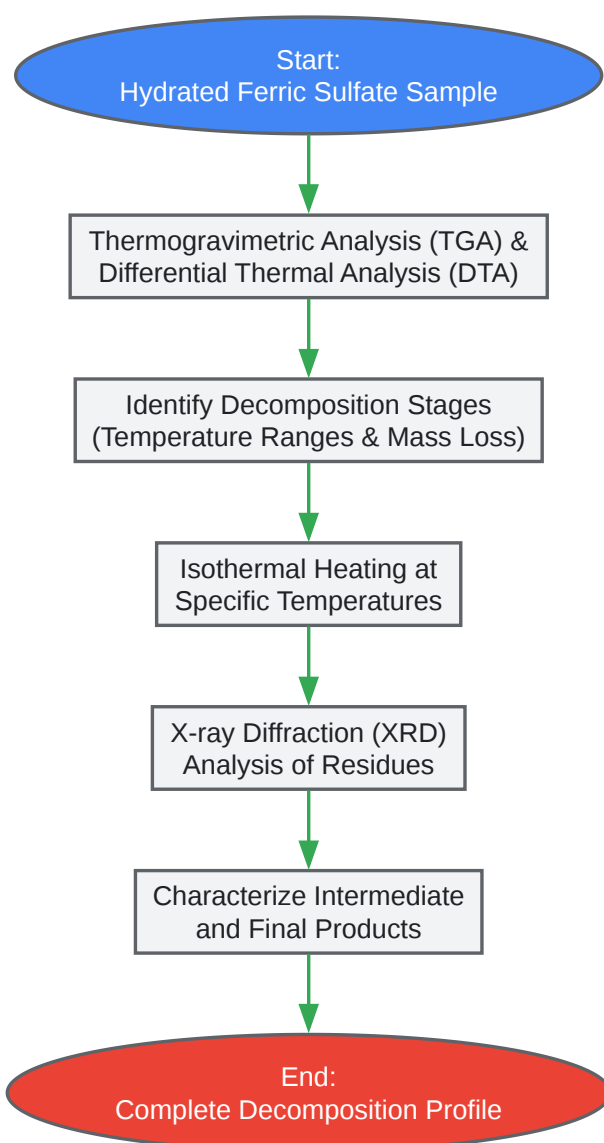 Start:
Hydrated Ferric Sulfate Sample
Thermogravimetric Analysis (TGA) &
Differential Thermal Analysis (DTA)
Identify Decomposition Stages
(Temperature Ranges & Mass Loss)
Isothermal Heating at
Specific Temperatures
X-ray Diffraction (XRD)
Analysis of Residues
Characterize Intermediate
and Final Products
End:
Complete Decomposition Profile